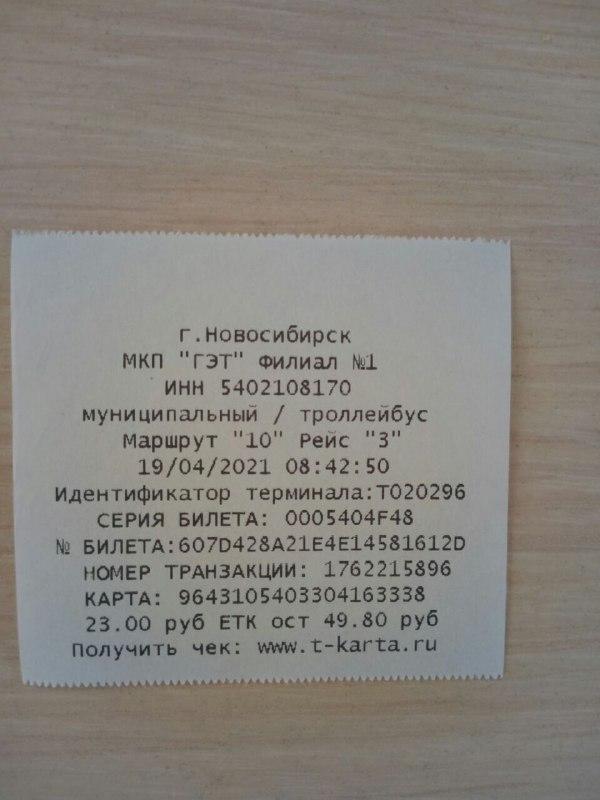 г.Новосибирск
МКП "ГЭТ" Филиал №1
ИНН 5402108170
муниципальный / троллейбус
Маршрут "10" Рейс "3"
19/04/2021 08:42:50
Идентификатор терминала:T020296
СЕРИЯ БИЛЕТА: 0005404F48
№ БИЛЕТА:607D428A21E4E14581612D
НОМЕР ТРАНЗАКЦИИ: 1762215896
КАРТА: 9643105403304163338
23.00 руб ЕТК ост 49.80 руб
Получить чек: www.t-karta.ru